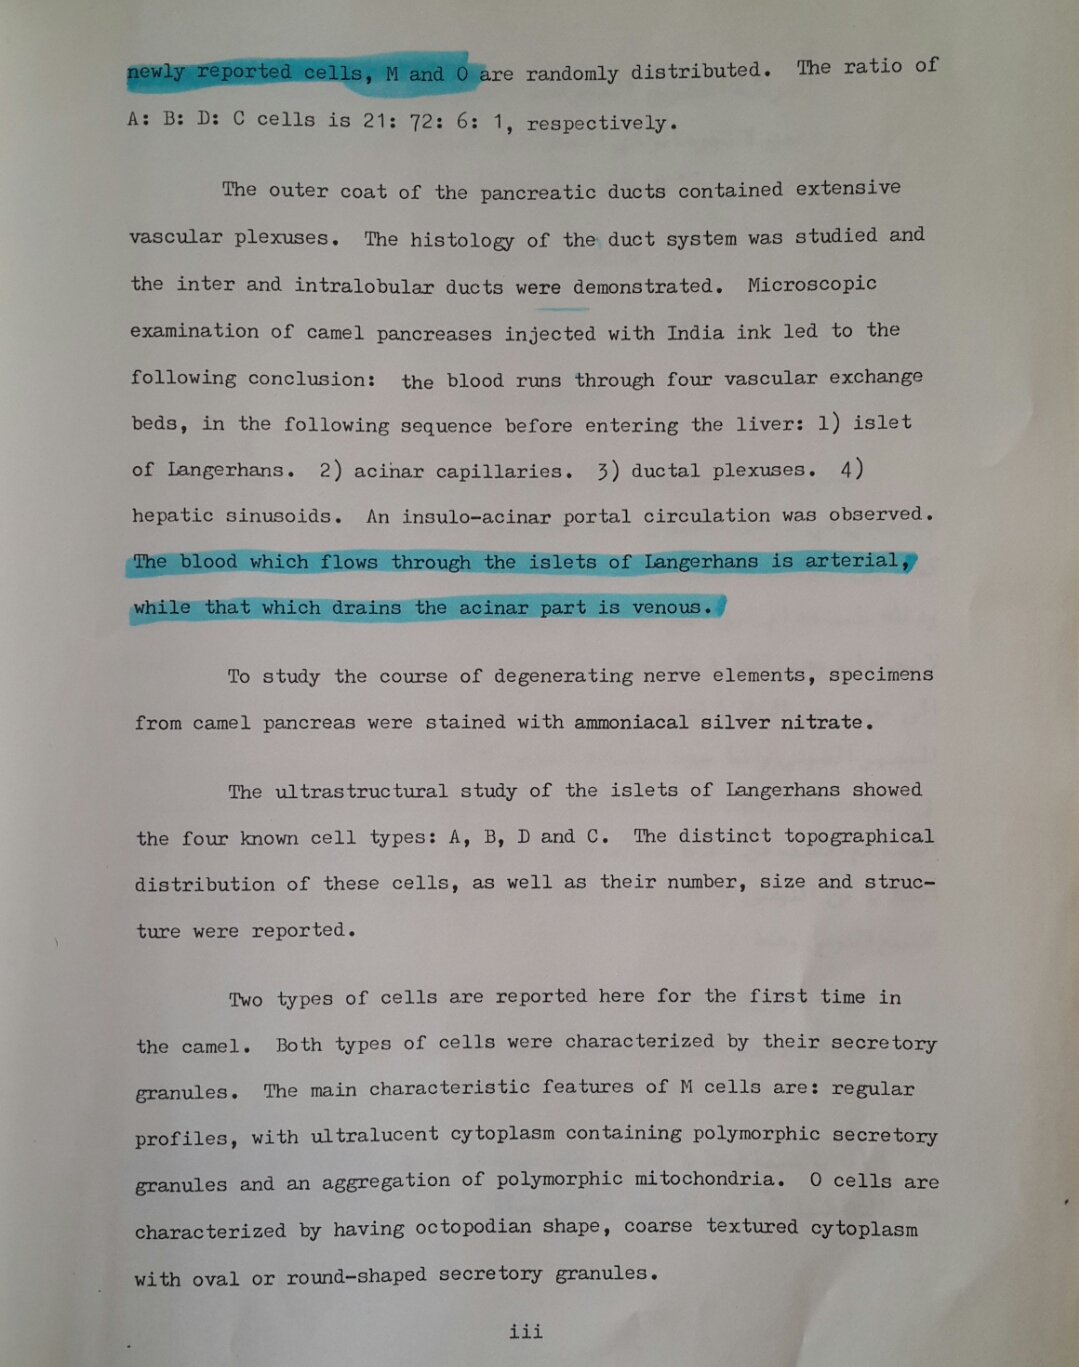 newly reported cells, M and O are randomly distributed. The ratio of
A: B: D: C cells is 21: 72: 6: 1, respectively.
The outer coat of the pancreatic ducts contained extensive
vascular plexuses. The histology of the duct system was studied and
the inter and intralobular ducts were demonstrated. Microscopic
examination of camel pancreases injected with India ink led to the
following conclusion: the blood runs through four vascular exchange
beds, in the following sequence before entering the liver: 1) islet
of Langerhans. 2) acinar capillaries. 3) ductal plexuses. 4)
hepatic sinusoids. An insulo-acinar portal circulation was observed.
The blood which flows through the islets of Langerhans is arterial,
while that which drains the acinar part is venous.
To study the course of degenerating nerve elements, specimens
from camel pancreas were stained with ammoniacal silver nitrate.
The ultrastructural study of the islets of Langerhans showed
the four known cell types: A, B, D and C. The distinct topographical
distribution of these cells, as well as their number, size and struc-
ture were reported.
Two types of cells are reported here for the first time in
the camel. Both types of cells were characterized by their secretory
granules. The main characteristic features of M cells are: regular
profiles, with ultralucent cytoplasm containing polymorphic secretory
granules and an aggregation of polymorphic mitochondria. O cells are
characterized by having octopodian shape, coarse textured cytoplasm
with oval or round-shaped secretory granules.
iii